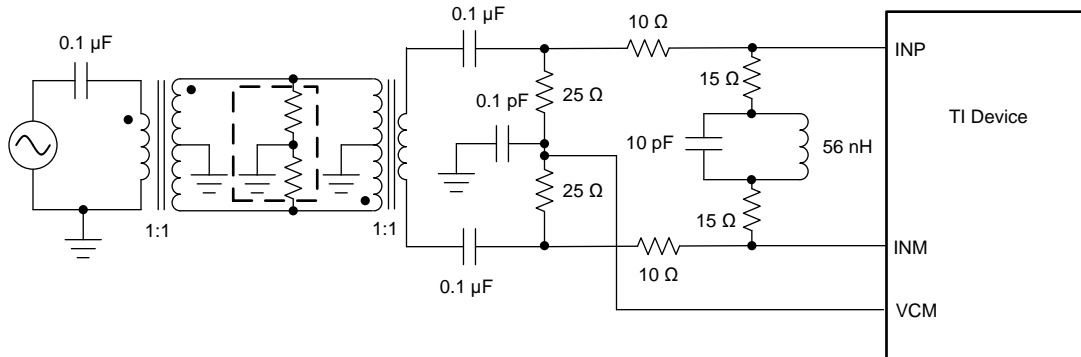 0.1 µF
10 Ω
0.1 µF
INP
15 Ω
0.1 pF
25 Ω
TI Device
10 pF
56 nH
25 Ω
15 Ω
1:1
1:1
INM
10 Ω
0.1 µF
VCM